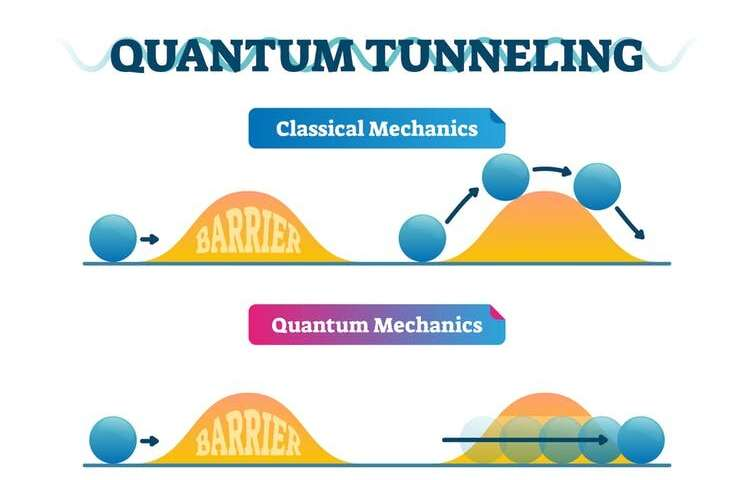 QUANTUM TUNNELING
Classical Mechanics
BARRIER
Quantum Mechanics
BARRIER